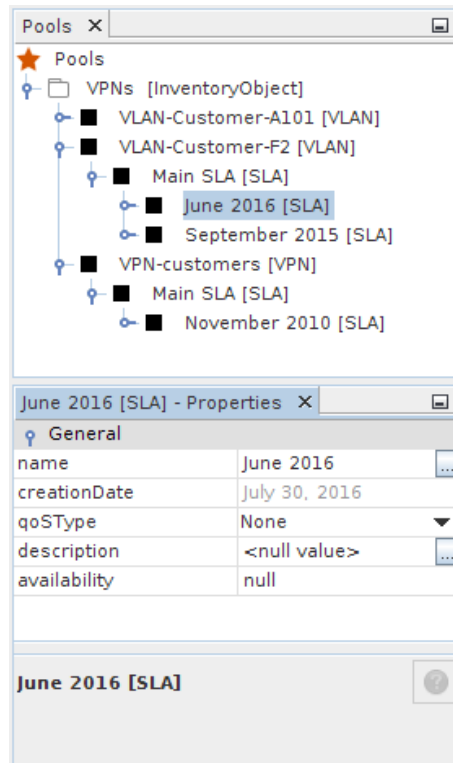 Pools
Pools
VPNs [InventoryObject]
VLAN-Customer-A101 [VLAN]
VLAN-Customer-F2 [VLAN]
Main SLA [SLA]
June 2016 [SLA]
September 2015 [SLA]
VPN-customers [VPN]
Main SLA [SLA]
November 2010 [SLA]
June 2016 [SLA] - Properties
General
name June 2016 ...
creationDate July 30, 2016
qoSType None
description <null value> ...
availability null
June 2016 [SLA] ?